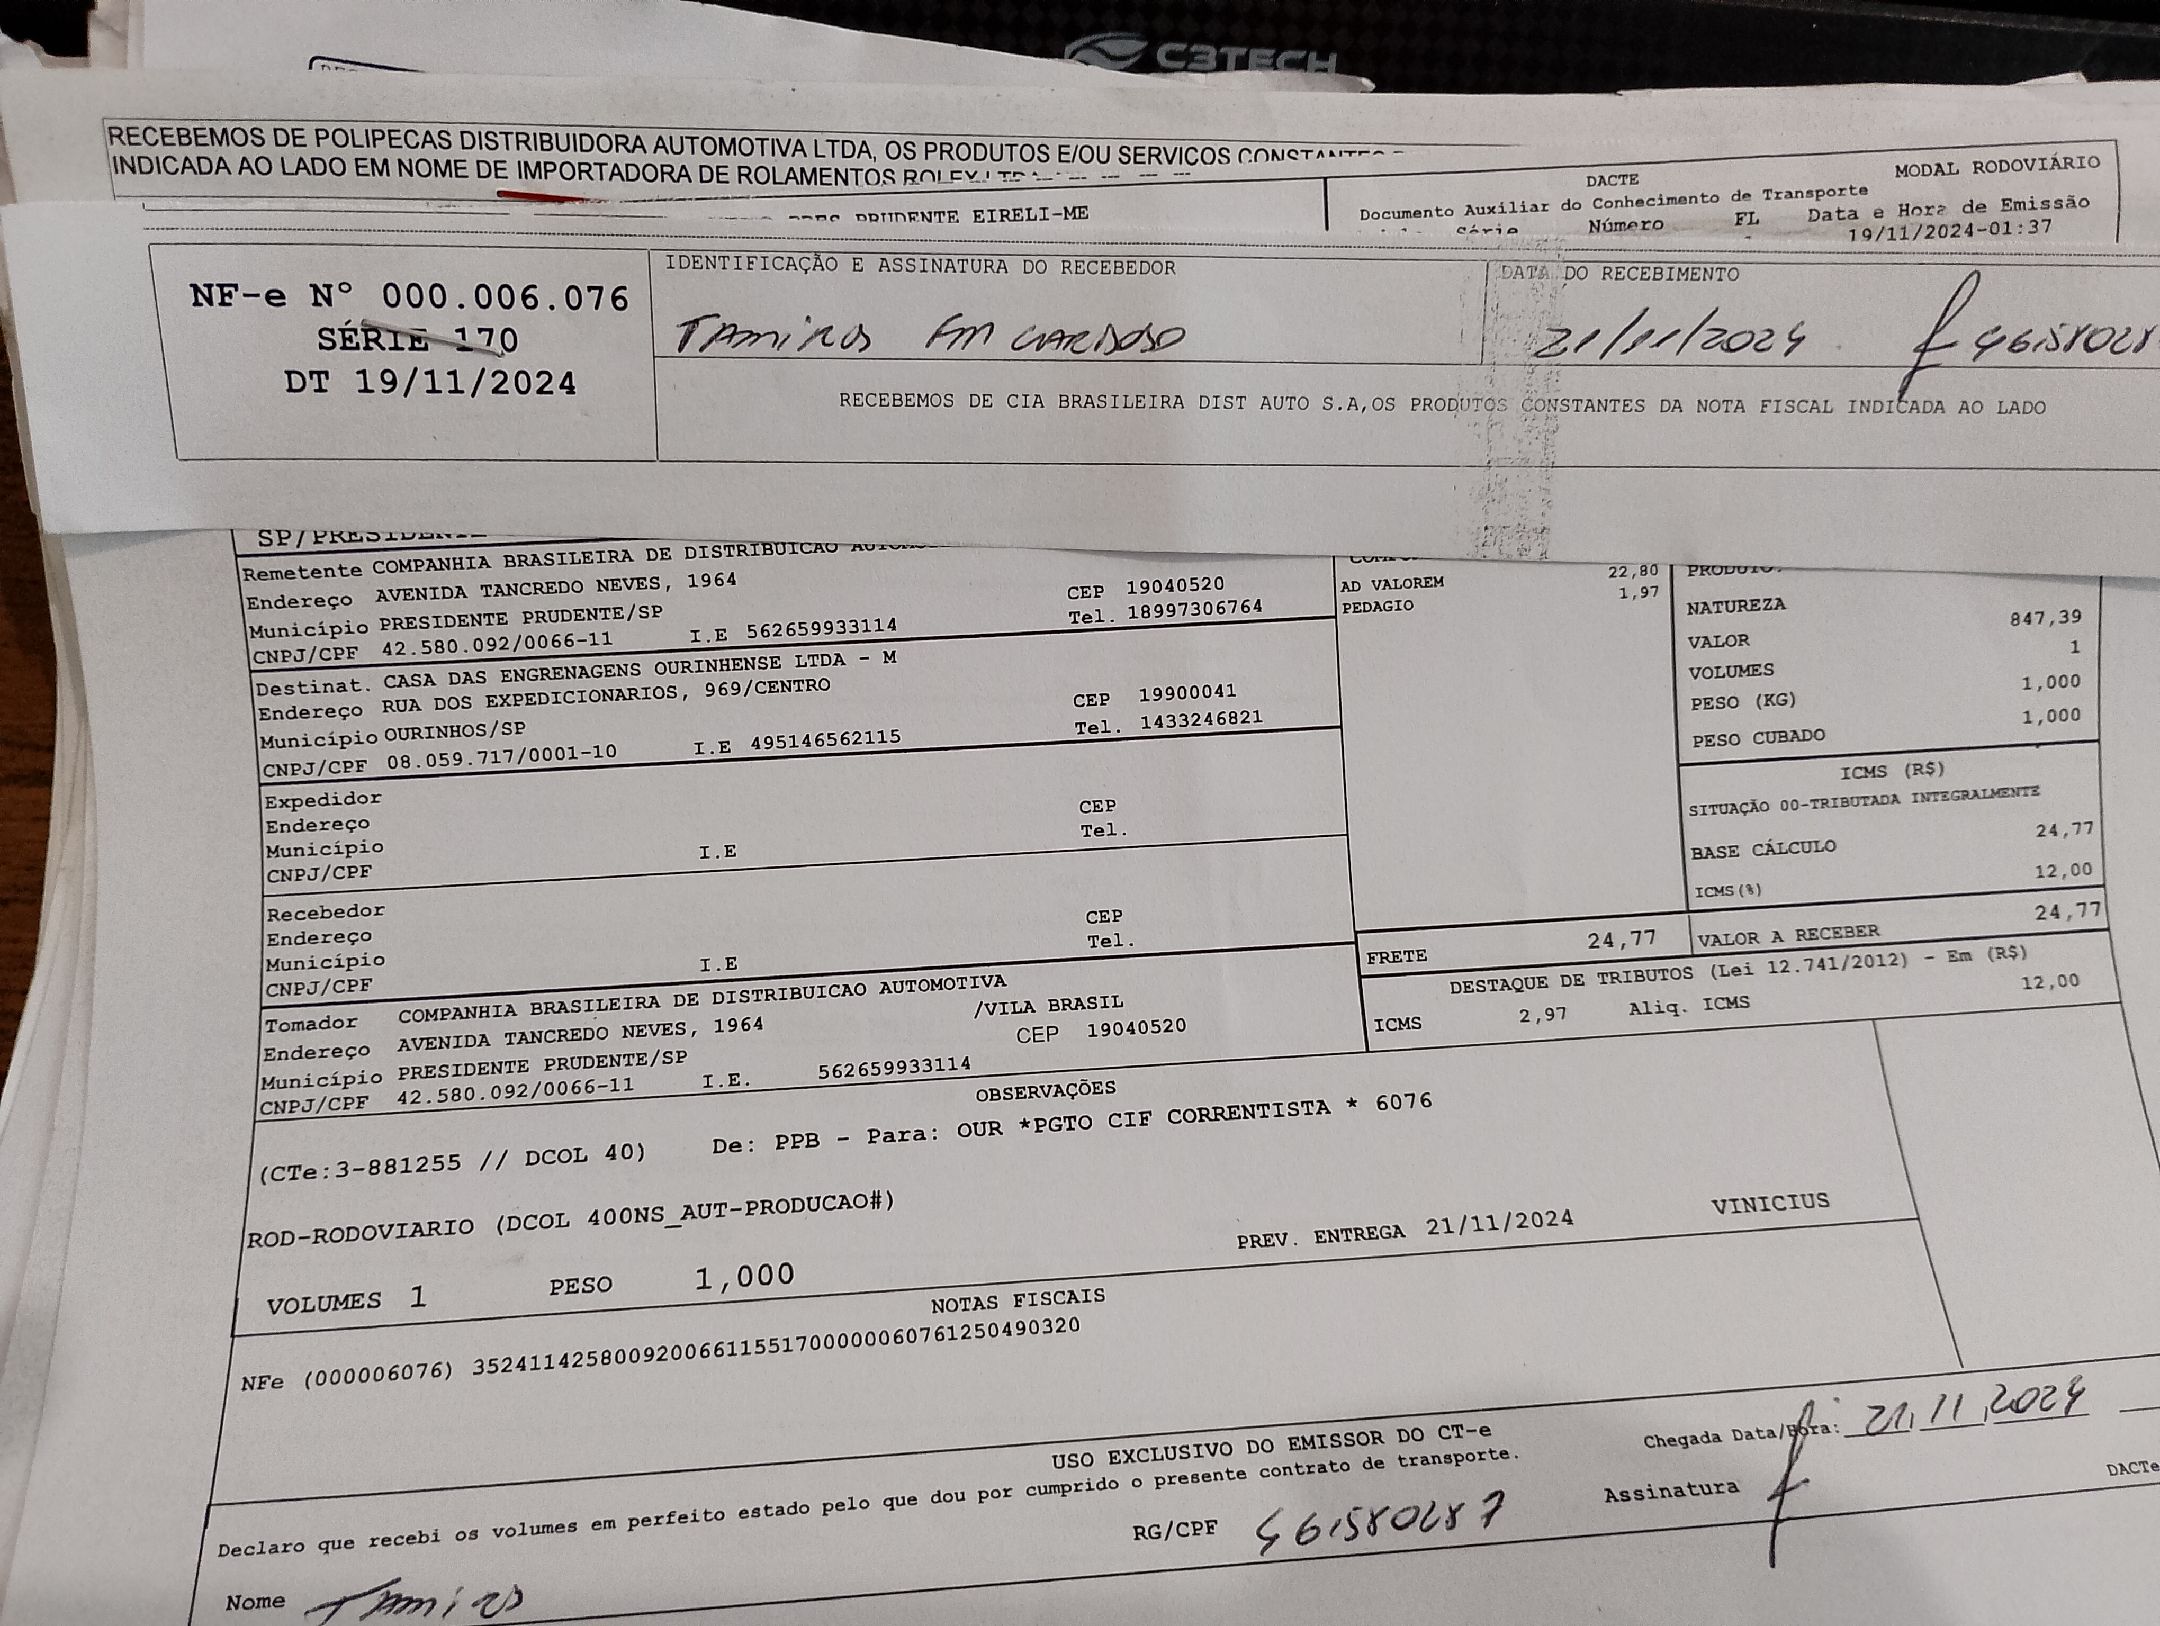 C3TECH
RECEBEMOS DE POLIPECAS DISTRIBUIDORA AUTOMOTIVA LTDA, OS PRODUTOS E/OU SERVICOS CONSTANTES
INDICADA AO LADO EM NOME DE IMPORTADORA DE ROLAMENTOS ROLEX LTDA
PRUDENTE EIRELI-ME
DACTE MODAL RODOVIÁRIO
Documento Auxiliar do Conhecimento de Transporte
Série Número FL Data e Hora de Emissão
19/11/2024-01:37
NF-e Nº 000.006.076
SÉRIE 170
DT 19/11/2024
IDENTIFICAÇÃO E ASSINATURA DO RECEBEDOR
DATA DO RECEBIMENTO
21/11/2024
RECEBEMOS DE CIA BRASILEIRA DIST AUTO S.A,OS PRODUTOS CONSTANTES DA NOTA FISCAL INDICADA AO LADO
Remetente COMPANHIA BRASILEIRA DE DISTRIBUICAO
Endereço AVENIDA TANCREDO NEVES, 1964 CEP 19040520
Município PRESIDENTE PRUDENTE/SP Tel. 18997306764
CNPJ/CPF 42.580.092/0066-11 I.E 562659933114
Destinat. CASA DAS ENGRENAGENS OURINHENSE LTDA - M
Endereço RUA DOS EXPEDICIONARIOS, 969/CENTRO CEP 19900041
Município OURINHOS/SP Tel. 1433246821
CNPJ/CPF 08.059.717/0001-10 I.E 495146562115
Expedidor
Endereço CEP
Município Tel.
CNPJ/CPF I.E
Recebedor
Endereço CEP
Município Tel.
CNPJ/CPF I.E
Tomador COMPANHIA BRASILEIRA DE DISTRIBUICAO AUTOMOTIVA
Endereço AVENIDA TANCREDO NEVES, 1964 /VILA BRASIL
Município PRESIDENTE PRUDENTE/SP CEP 19040520
CNPJ/CPF 42.580.092/0066-11 I.E. 562659933114
22,80
AD VALOREM 1,97
PEDAGIO
PRODUTO.
NATUREZA
VALOR 847,39
VOLUMES 1
PESO (KG) 1,000
PESO CUBADO 1,000
ICMS (R$)
SITUAÇÃO 00-TRIBUTADA INTEGRALMENTE
BASE CÁLCULO 24,77
ICMS(%) 12,00
FRETE 24,77 VALOR A RECEBER 24,77
DESTAQUE DE TRIBUTOS (Lei 12.741/2012) - Em (R$)
ICMS 2,97 Aliq. ICMS 12,00
OBSERVAÇÕES
(CTe:3-881255 // DCOL 40) De: PPB - Para: OUR *PGTO CIF CORRENTISTA * 6076
ROD-RODOVIARIO (DCOL 400NS_AUT-PRODUCAO#)
VOLUMES 1 PESO 1,000 PREV. ENTREGA 21/11/2024 VINICIUS
NOTAS FISCAIS
NFe (000006076) 35241142580092006611551700000060761250490320
USO EXCLUSIVO DO EMISSOR DO CT-e
Declaro que recebi os volumes em perfeito estado pelo que dou por cumprido o presente contrato de transporte.
Chegada Data/Hora: 21,11,2024
Nome RG/CPF 461580287 Assinatura
DACTe